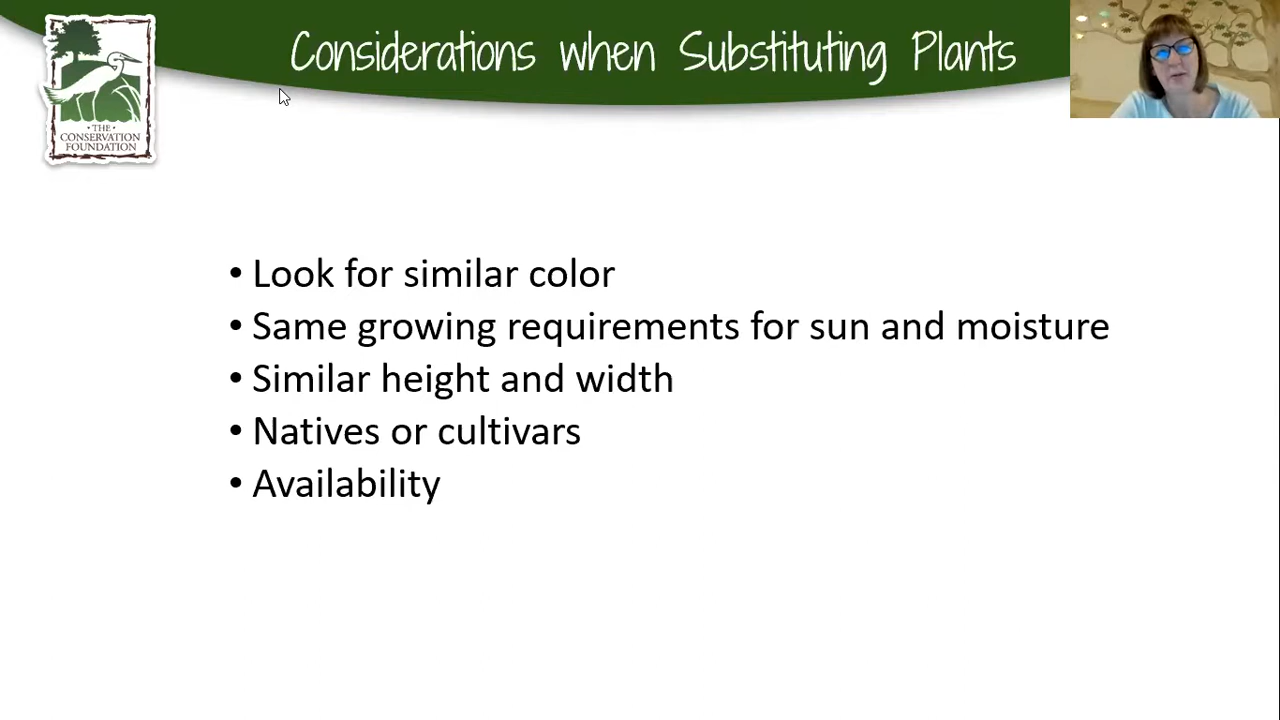 Considerations when Substituting Plants
• THE •
CONSERVATION
FOUNDATION
• Look for similar color
• Same growing requirements for sun and moisture
• Similar height and width
• Natives or cultivars
• Availability